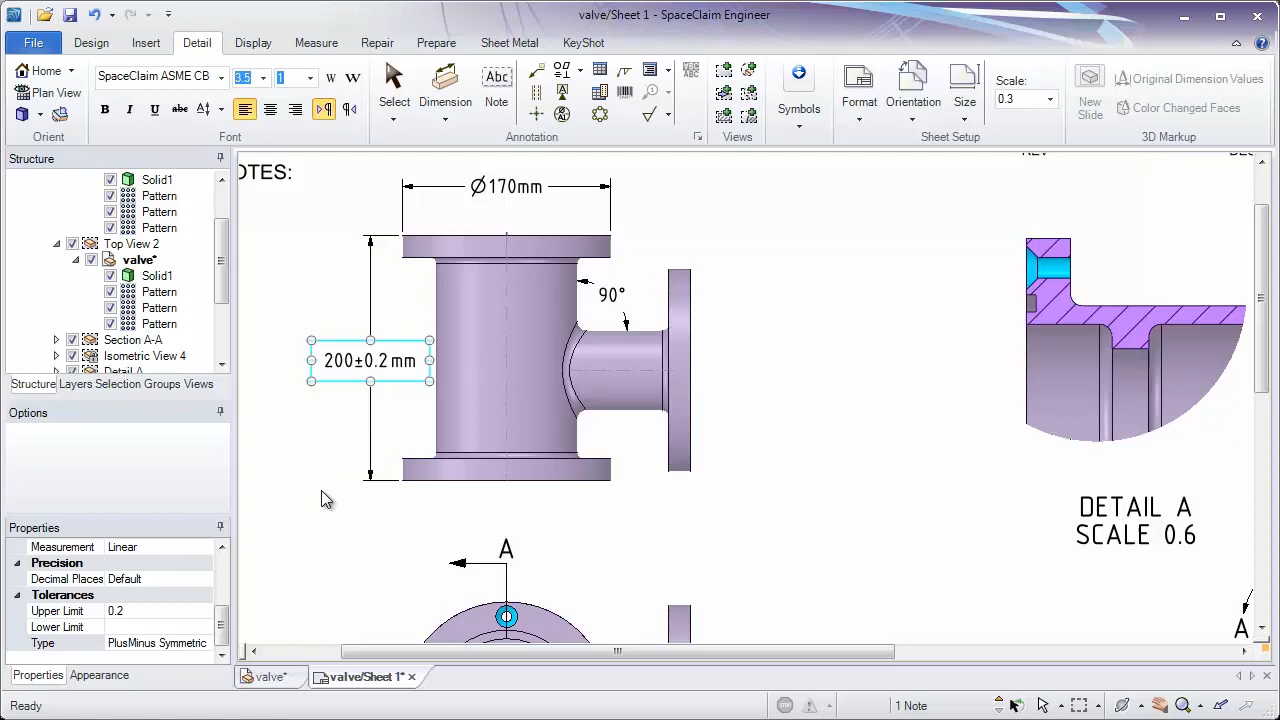 valve/Sheet 1 - SpaceClaim Engineer
File Design Insert Detail Display Measure Repair Prepare Sheet Metal KeyShot
Home
Plan View
Orient
SpaceClaim ASME CB 3.5 1 W W
B I U abc A
Font
Select
Dimension
Abc
Note
Annotation
Views
Symbols
Format
Orientation
Size
Scale:
0.3
Sheet Setup
New Slide
Original Dimension Values
Color Changed Faces
3D Markup
Structure
Solid1
Pattern
Pattern
Pattern
Top View 2
valve*
Solid1
Pattern
Pattern
Pattern
Section A-A
Isometric View 4
Detail A
Structure Layers Selection Groups Views
Options
Properties
Measurement Linear
Precision
Decimal Places Default
Tolerances
Upper Limit 0.2
Lower Limit
Type PlusMinus Symmetric
Properties Appearance
OTES:
Ø170mm
90°
200±0.2 mm
A
DETAIL A
SCALE 0.6
A
valve* valve/Sheet 1*
Ready
1 Note